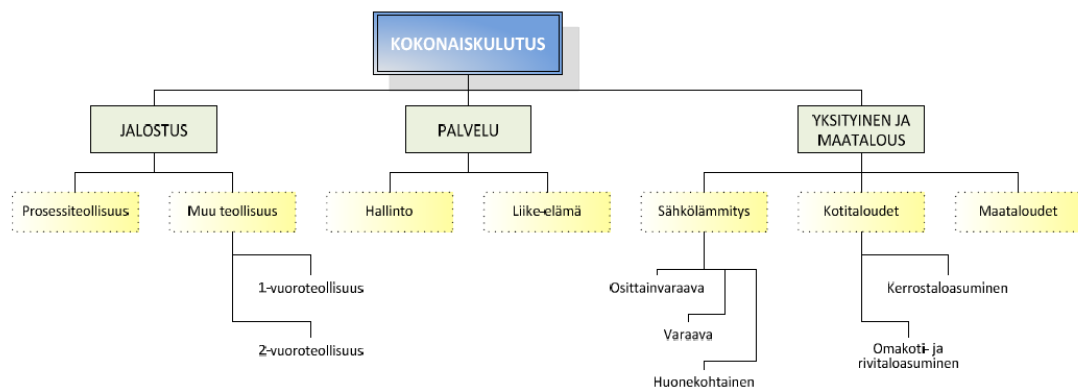 KOKONAISKULUTUS
JALOSTUS
PALVELU
YKSITYINEN JA
MAATALOUS
Prosessiteollisuus
Muu teollisuus
Hallinto
Liike-elämä
Sähkölämmitys
Kotitaloudet
Maataloudet
1-vuoroteollisuus
2-vuoroteollisuus
Osittainvaraava
Varaava
Huonekohtainen
Kerrostaloasuminen
Omakoti- ja
rivitaloasuminen